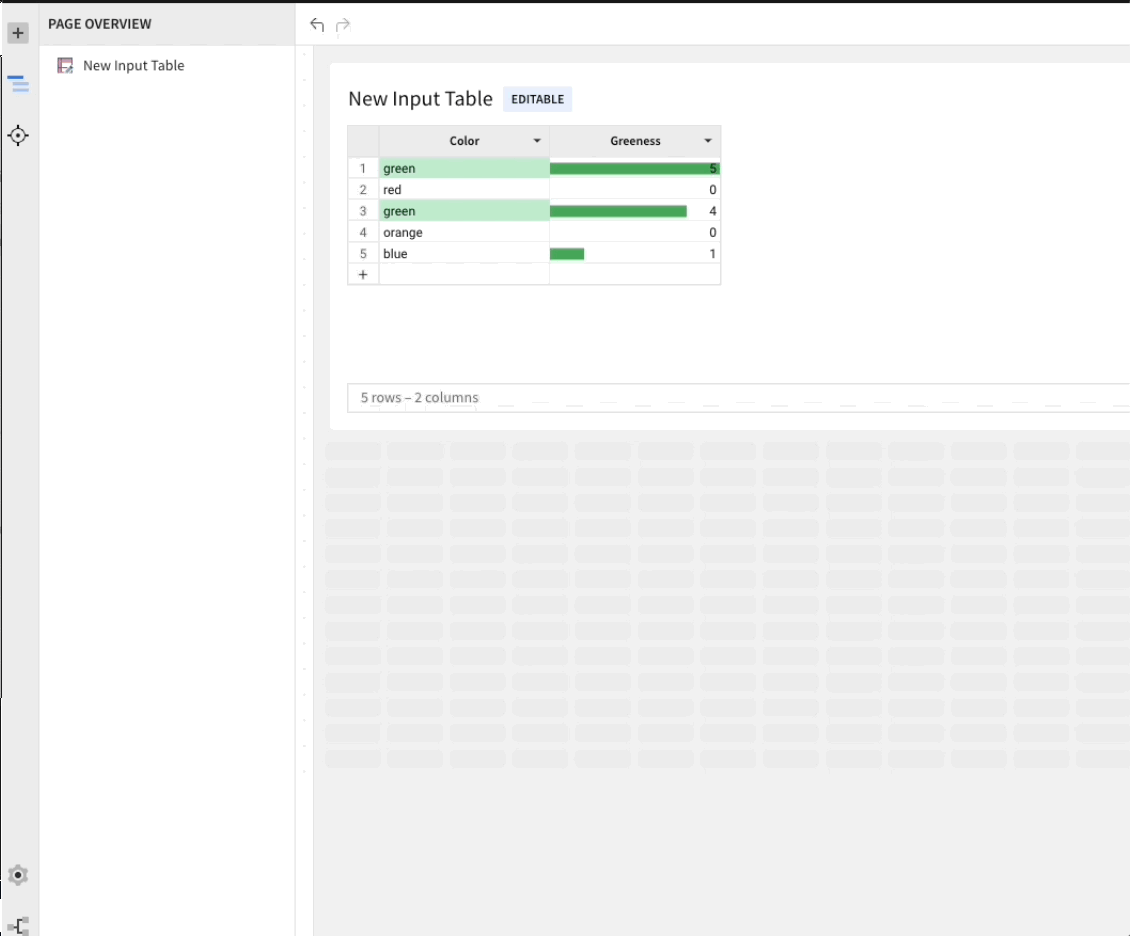 PAGE OVERVIEW
New Input Table
New Input Table EDITABLE
Color Greeness
1 green 5
2 red 0
3 green 4
4 orange 0
5 blue 1
+
5 rows – 2 columns